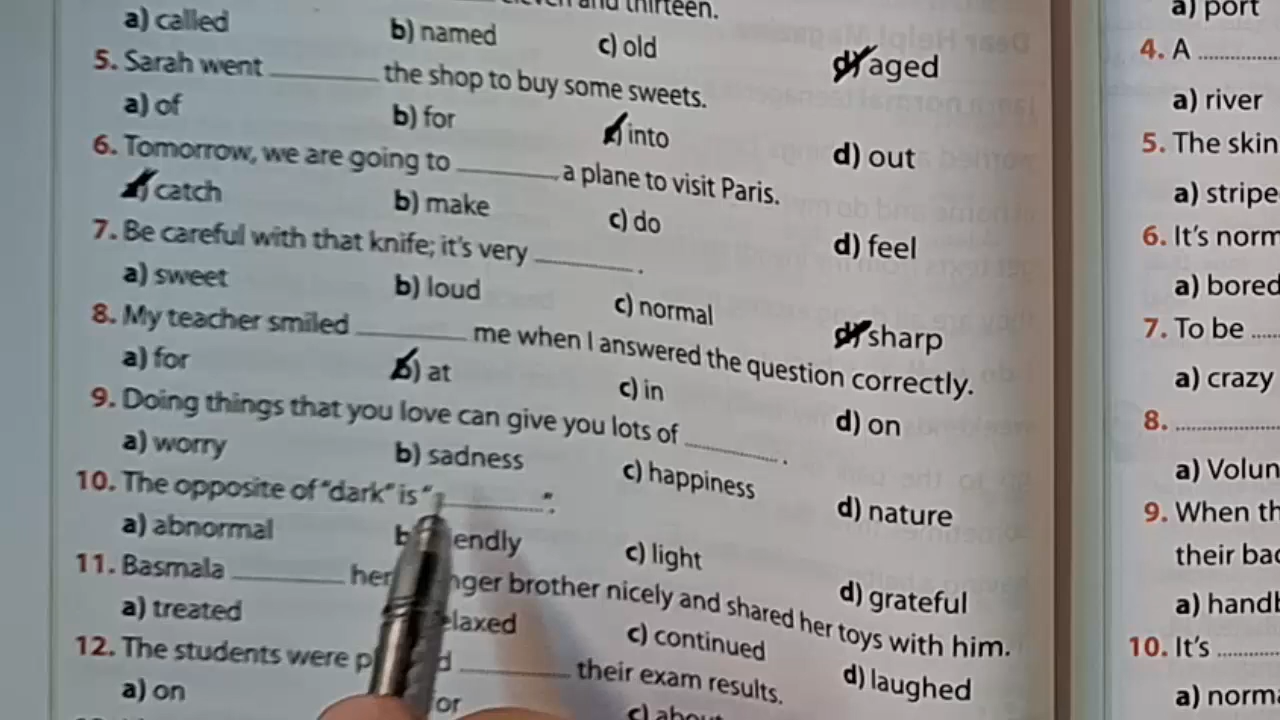 eleven and thirteen.
a) called b) named c) old d) aged
5. Sarah went ________ the shop to buy some sweets.
a) of b) for c) into d) out
6. Tomorrow, we are going to ________ a plane to visit Paris.
a) catch b) make c) do d) feel
7. Be careful with that knife; it's very ________.
a) sweet b) loud c) normal d) sharp
8. My teacher smiled ________ me when I answered the question correctly.
a) for b) at c) in d) on
9. Doing things that you love can give you lots of ________.
a) worry b) sadness c) happiness d) nature
10. The opposite of "dark" is "________".
a) abnormal b) endly c) light d) grateful
11. Basmala ________ her nger brother nicely and shared her toys with him.
a) treated elaxed c) continued d) laughed
12. The students were p d ________ their exam results.
a) on or c) about
a) port
4. A
a) river
5. The skin
a) stripe
6. It's norm
a) bored
7. To be
a) crazy
8.
a) Volun
9. When th
their bac
a) handb
10. It's
a) norma